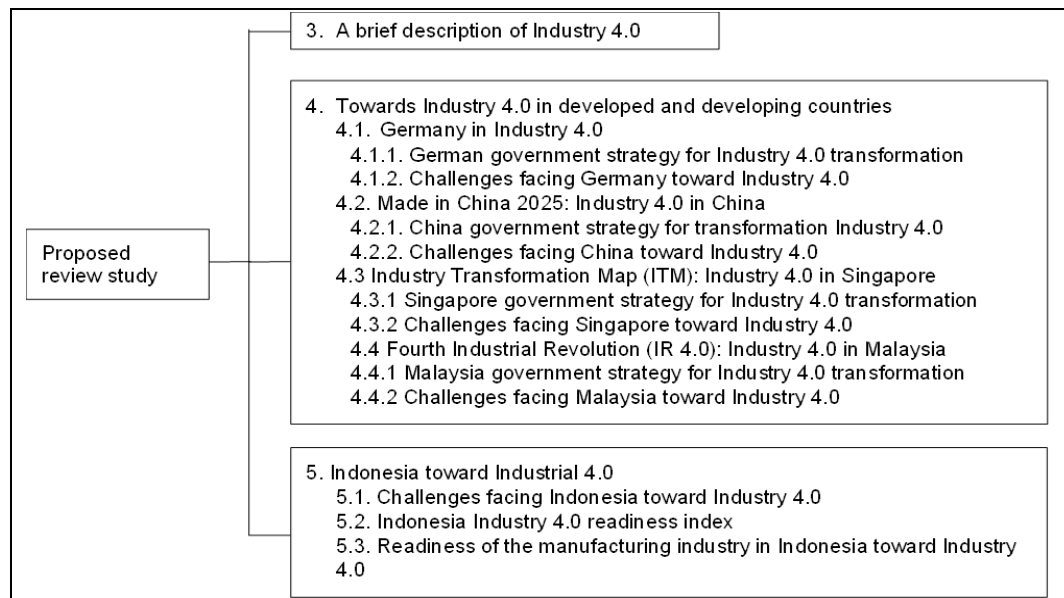 3. A brief description of Industry 4.0
4. Towards Industry 4.0 in developed and developing countries
4.1. Germany in Industry 4.0
4.1.1. German government strategy for Industry 4.0 transformation
4.1.2. Challenges facing Germany toward Industry 4.0
4.2. Made in China 2025: Industry 4.0 in China
4.2.1. China government strategy for transformation Industry 4.0
4.2.2. Challenges facing China toward Industry 4.0
4.3 Industry Transformation Map (ITM): Industry 4.0 in Singapore
4.3.1 Singapore government strategy for Industry 4.0 transformation
4.3.2 Challenges facing Singapore toward Industry 4.0
4.4 Fourth Industrial Revolution (IR 4.0): Industry 4.0 in Malaysia
4.4.1 Malaysia government strategy for Industry 4.0 transformation
4.4.2 Challenges facing Malaysia toward Industry 4.0
Proposed
review study
5. Indonesia toward Industrial 4.0
5.1. Challenges facing Indonesia toward Industry 4.0
5.2. Indonesia Industry 4.0 readiness index
5.3. Readiness of the manufacturing industry in Indonesia toward Industry
4.0